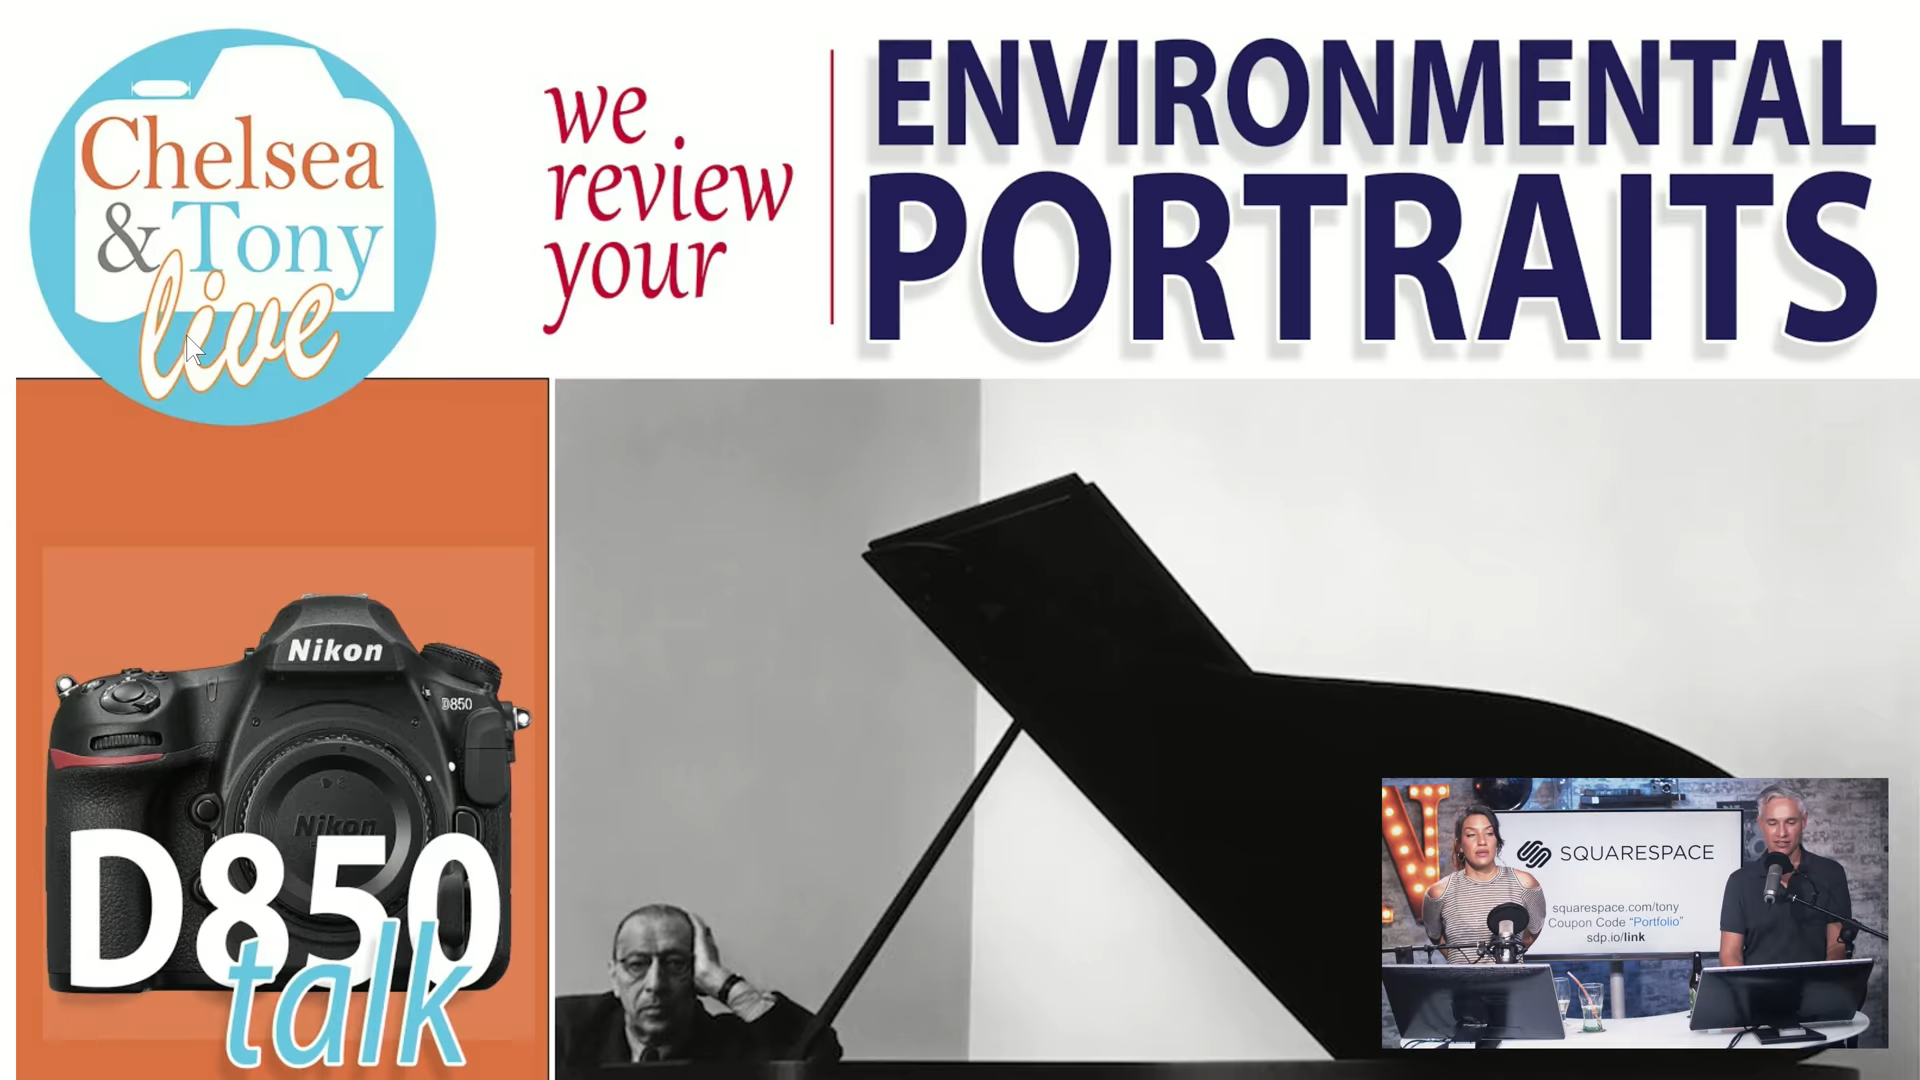 Chelsea
& Tony
live
we
review
your
ENVIRONMENTAL
PORTRAITS
Nikon
D850
Nikon
D850
talk
SQUARESPACE
squarespace.com/tony
Coupon Code “Portfolio”
sdp.io/link